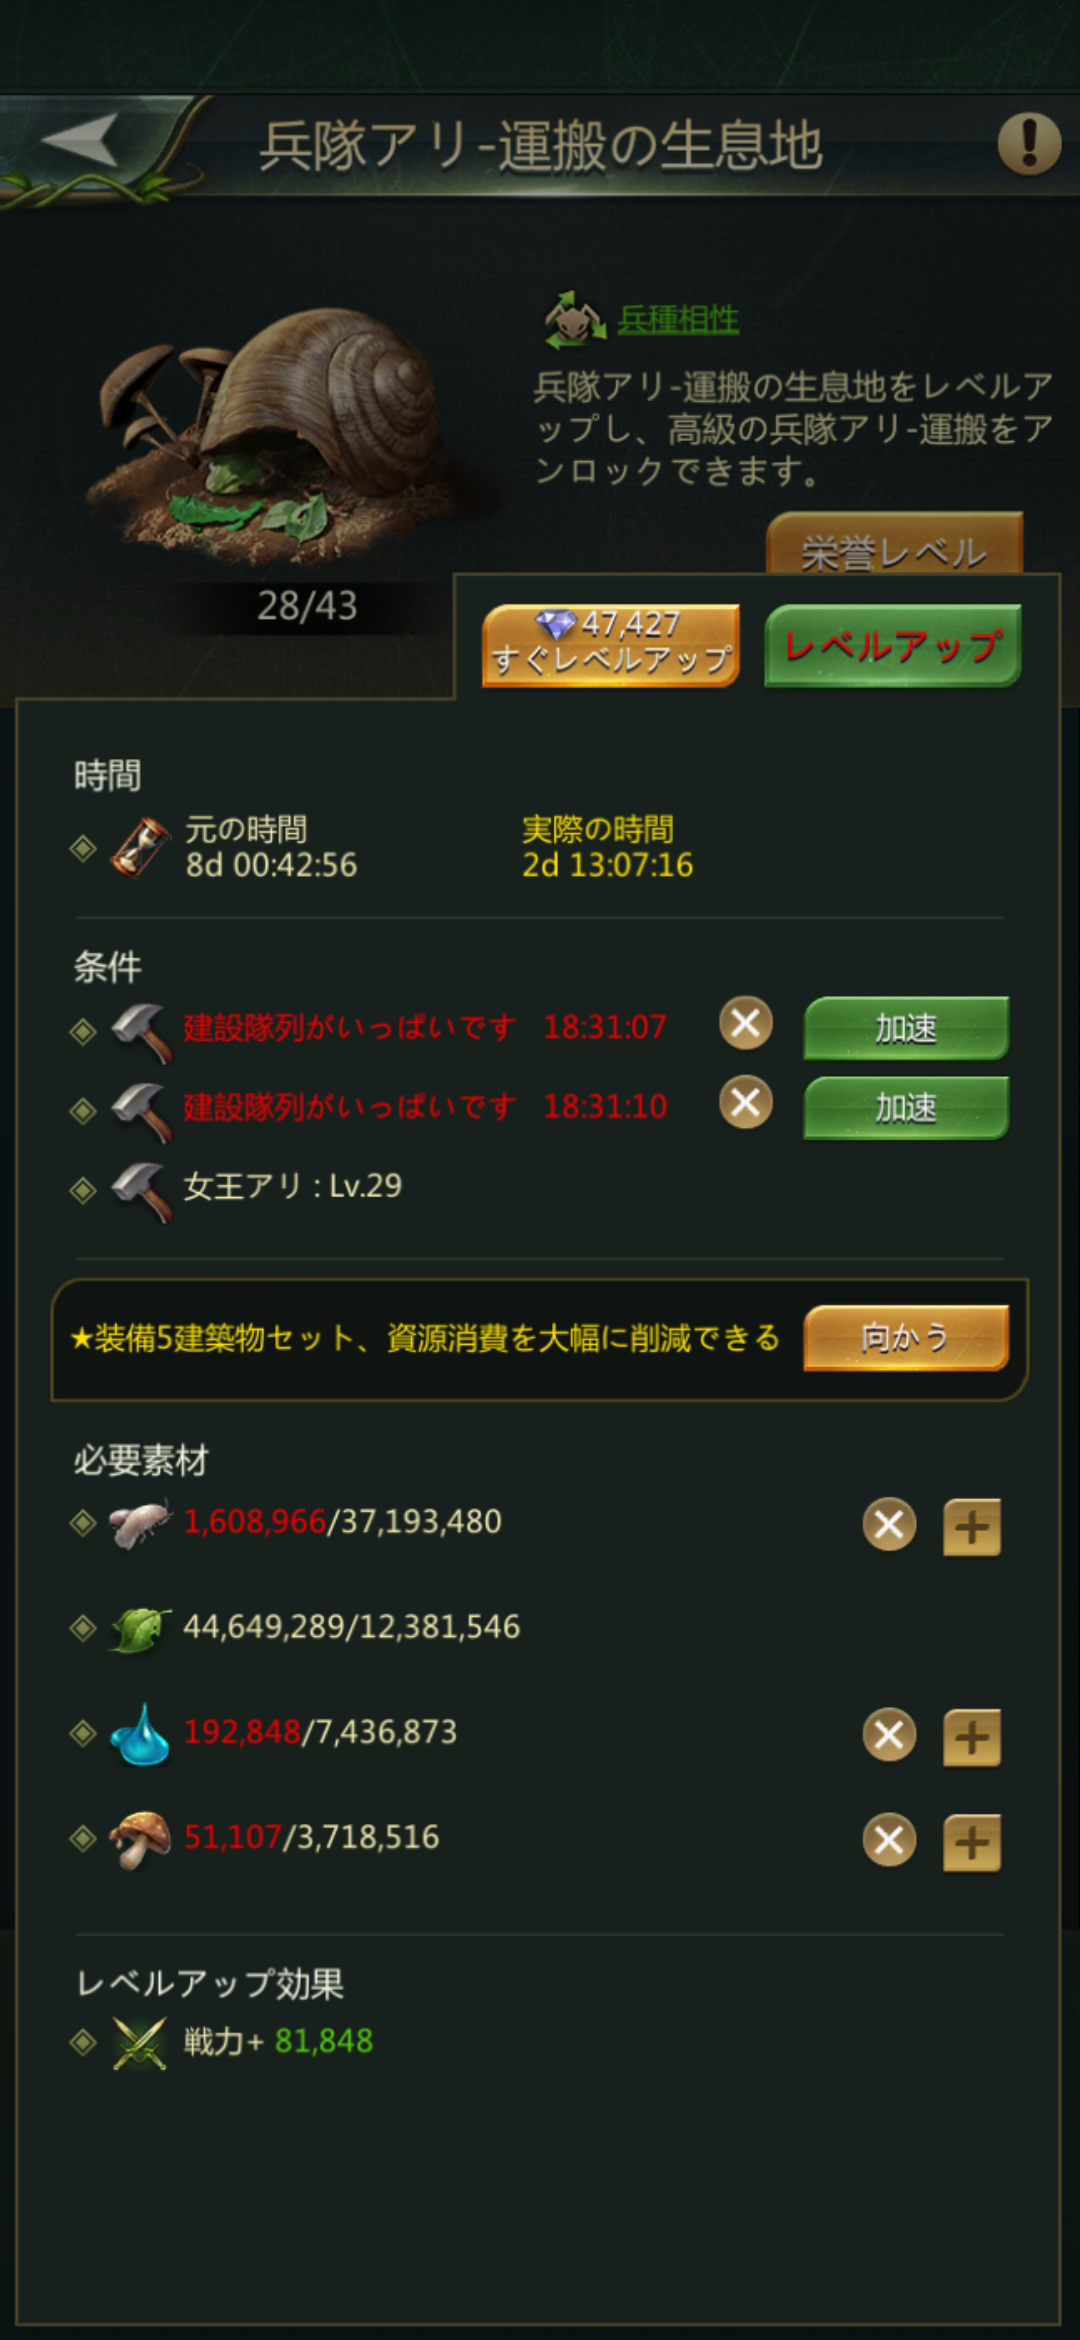 兵隊アリ-運搬の生息地
兵種相性
兵隊アリ-運搬の生息地をレベルア
ップし、高級の兵隊アリ-運搬をア
ンロックできます。
栄誉レベル
28/43
47,427
すぐレベルアップ
レベルアップ
時間
元の時間 実際の時間
8d 00:42:56 2d 13:07:16
条件
建設隊列がいっぱいです 18:31:07 加速
建設隊列がいっぱいです 18:31:10 加速
女王アリ : Lv.29
★装備5建築物セット、資源消費を大幅に削減できる 向かう
必要素材
1,608,966/37,193,480
44,649,289/12,381,546
192,848/7,436,873
51,107/3,718,516
レベルアップ効果
戦力+ 81,848